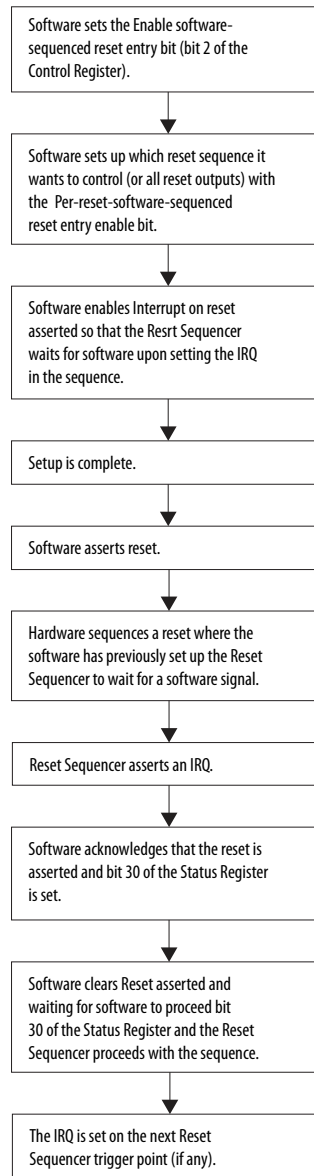 Software sets the Enable software-
sequenced reset entry bit (bit 2 of the
Control Register).
Software sets up which reset sequence it
wants to control (or all reset outputs) with
the Per-reset-software-sequenced
reset entry enable bit.
Software enables Interrupt on reset
asserted so that the Resrt Sequencer
waits for software upon setting the IRQ
in the sequence.
Setup is complete.
Software asserts reset.
Hardware sequences a reset where the
software has previously set up the Reset
Sequencer to wait for a software signal.
Reset Sequencer asserts an IRQ.
Software acknowledges that the reset is
asserted and bit 30 of the Status Register
is set.
Software clears Reset asserted and
waiting for software to proceed bit
30 of the Status Register and the Reset
Sequencer proceeds with the sequence.
The IRQ is set on the next Reset
Sequencer trigger point (if any).